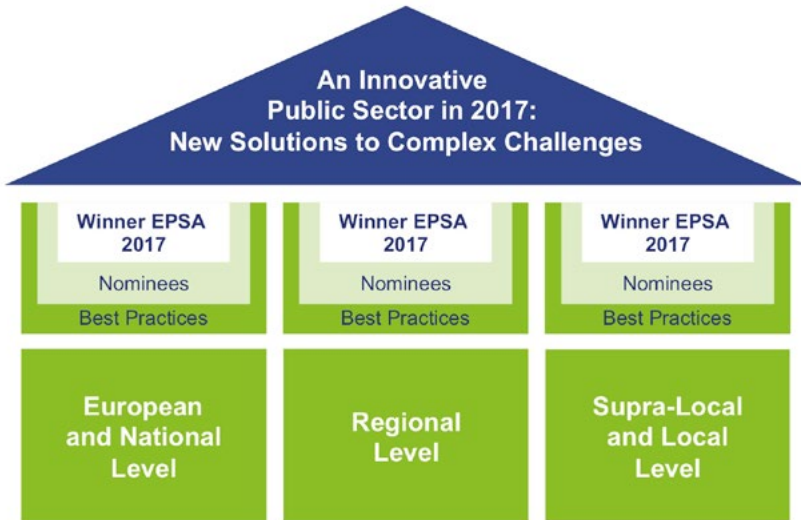 An Innovative
Public Sector in 2017:
New Solutions to Complex Challenges
Winner EPSA
2017
Nominees
Best Practices
Winner EPSA
2017
Nominees
Best Practices
Winner EPSA
2017
Nominees
Best Practices
European
and National
Level
Regional
Level
Supra-Local
and Local
Level